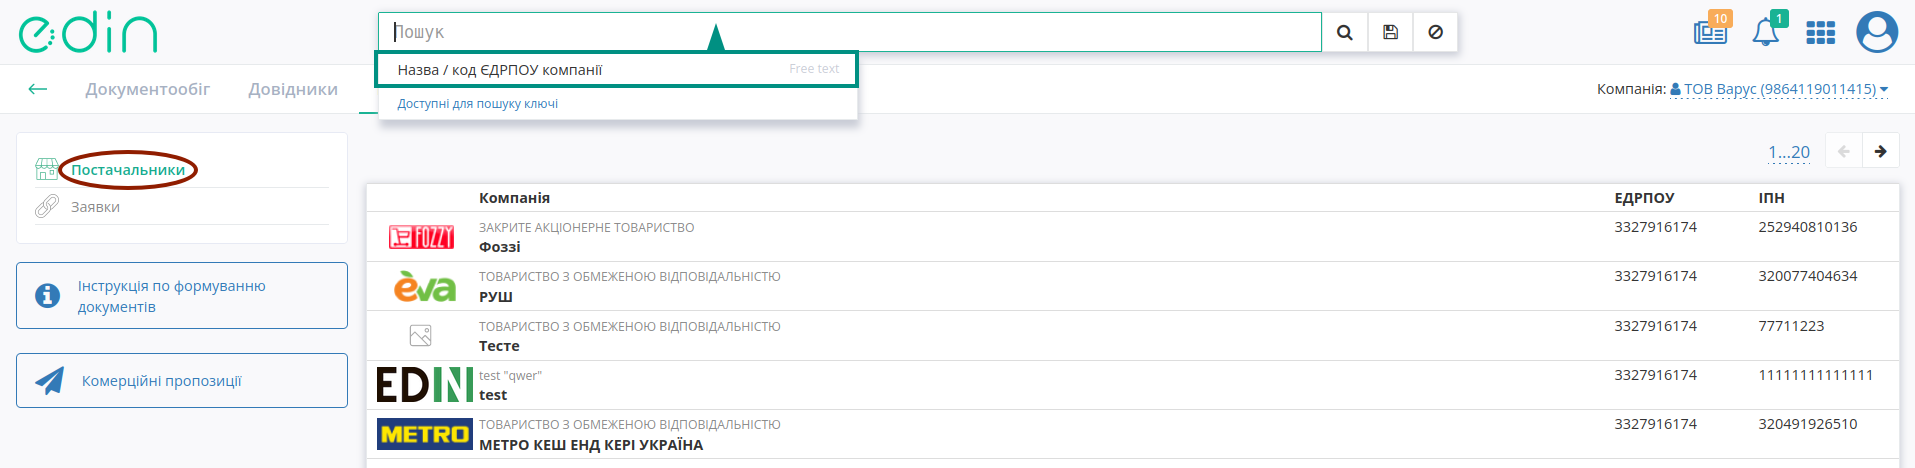 edin
Пошук
10
1
Назва / код ЄДРПОУ компанії Free text
Доступні для пошуку ключі
Документообіг Довідники
Компанія: ТОВ Варус (9864119011415)
Постачальники
Заявки
Інструкція по формуванню
документів
Комерційні пропозиції
1...20
Компанія ЕДРПОУ ІПН
FOZZY
ЗАКРИТЕ АКЦІОНЕРНЕ ТОВАРИСТВО 3327916174 252940810136
Фоззі
èva
ТОВАРИСТВО З ОБМЕЖЕНОЮ ВІДПОВІДАЛЬНІСТЮ 3327916174 320077404634
РУШ
ТОВАРИСТВО З ОБМЕЖЕНОЮ ВІДПОВІДАЛЬНІСТЮ 3327916174 77711223
Тесте
EDIN
test "qwer" 3327916174 11111111111111
test
METRO
ТОВАРИСТВО З ОБМЕЖЕНОЮ ВІДПОВІДАЛЬНІСТЮ 3327916174 320491926510
МЕТРО КЕШ ЕНД КЕРІ УКРАЇНА